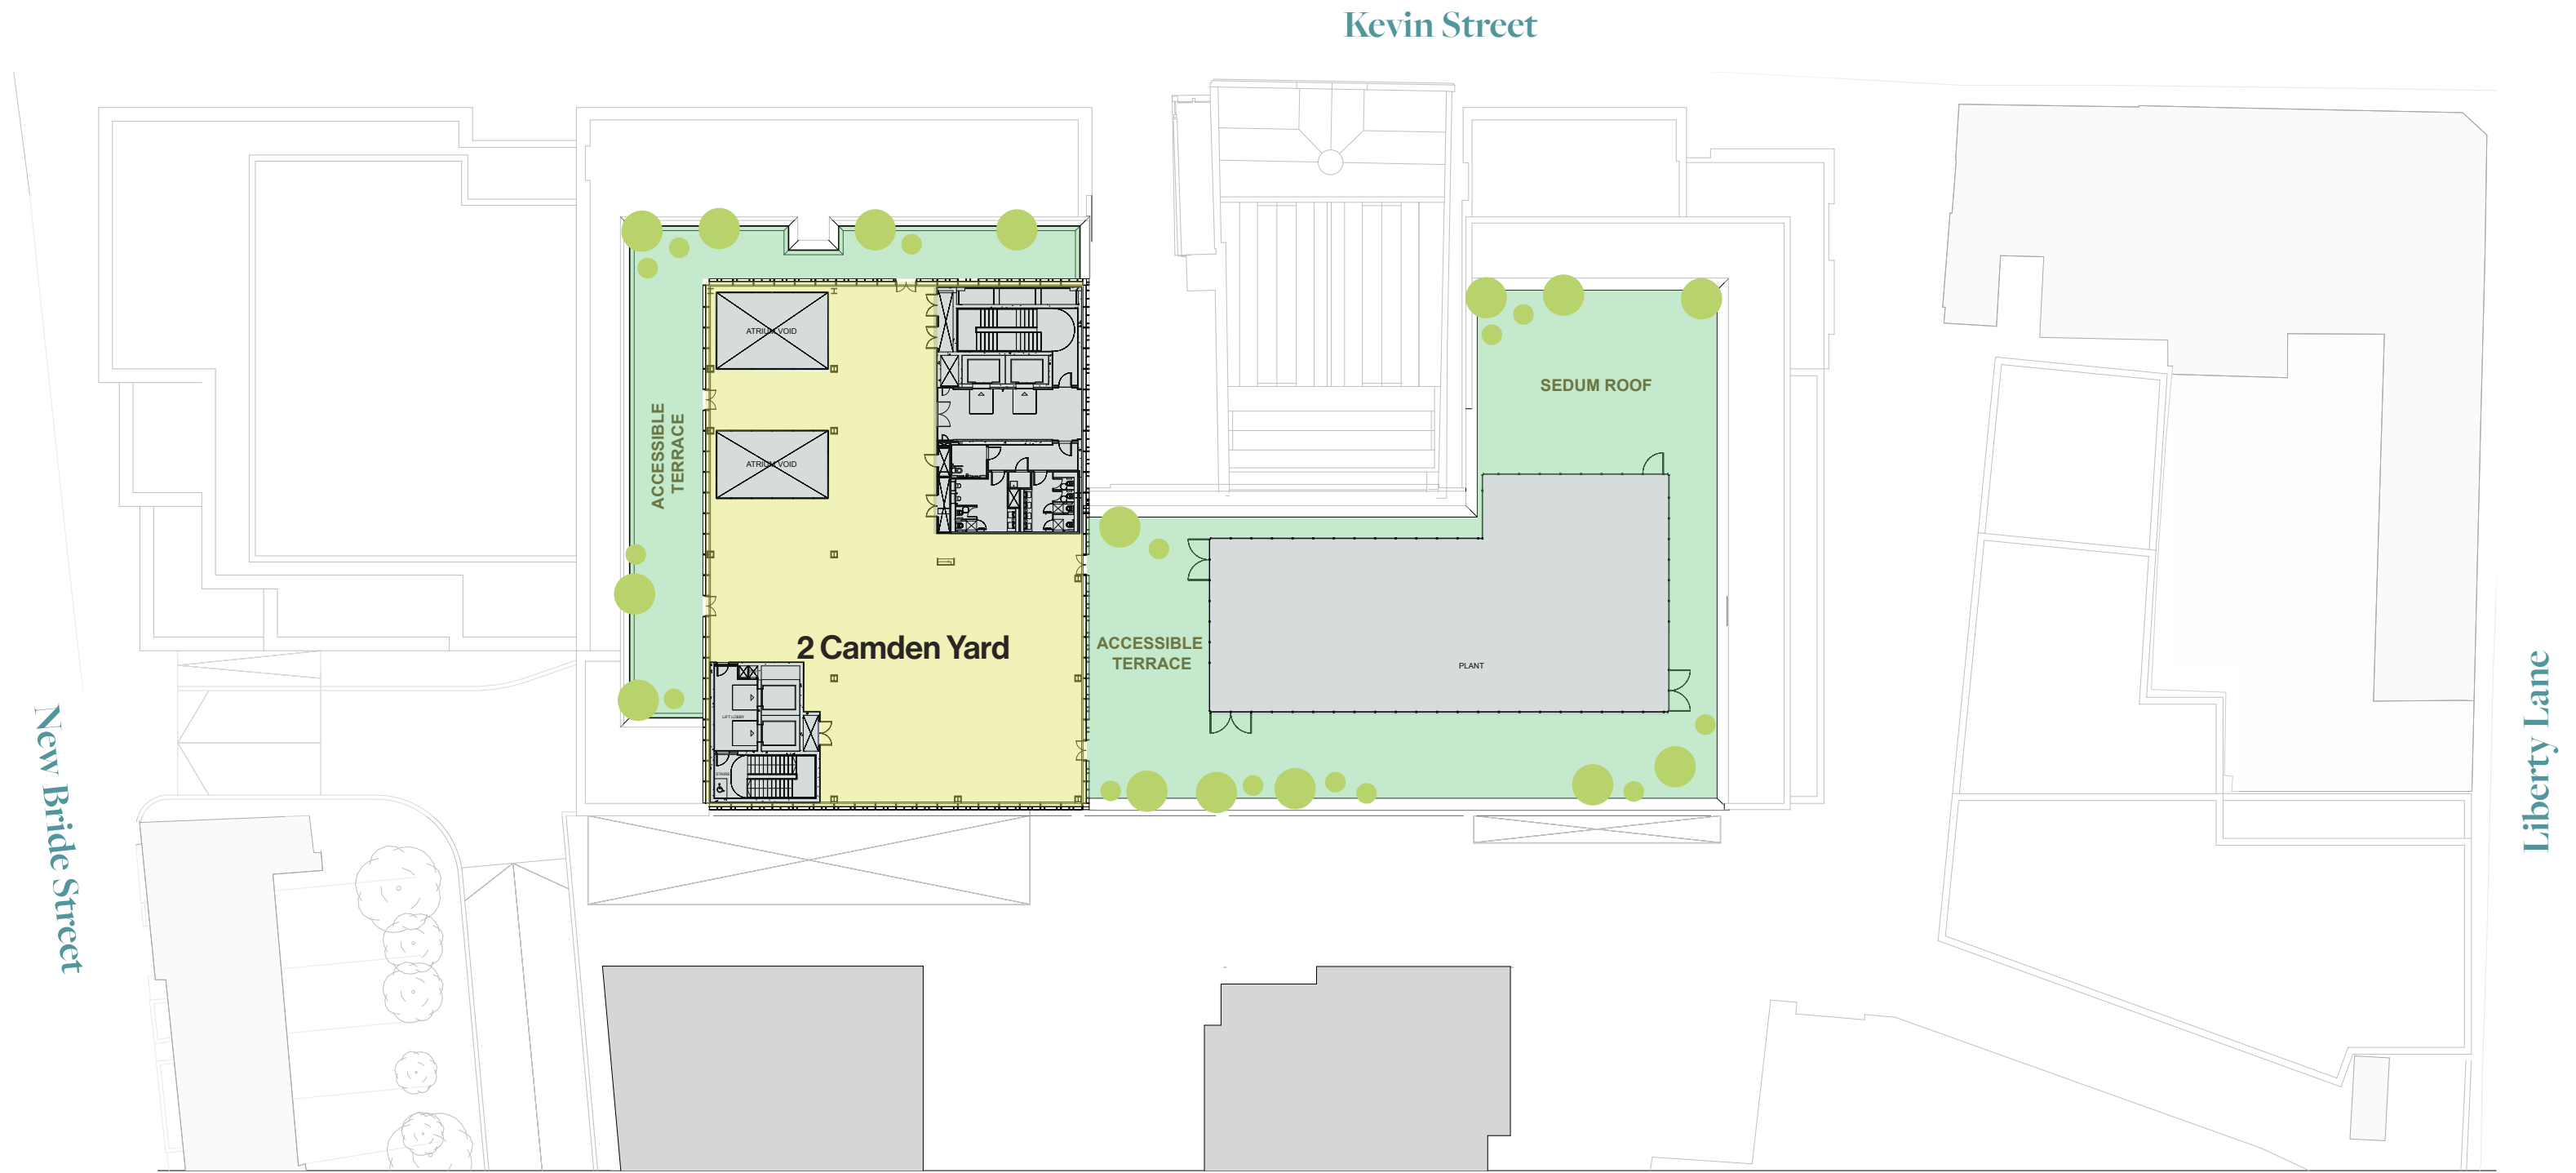 Kevin Street
ATRIUM VOID
SEDUM ROOF
ACCESSIBLE
TERRACE
ATRIUM VOID
2 Camden Yard
ACCESSIBLE
TERRACE
PLANT
LIFT LOBBY
STAIRS
New Bride Street
Liberty Lane